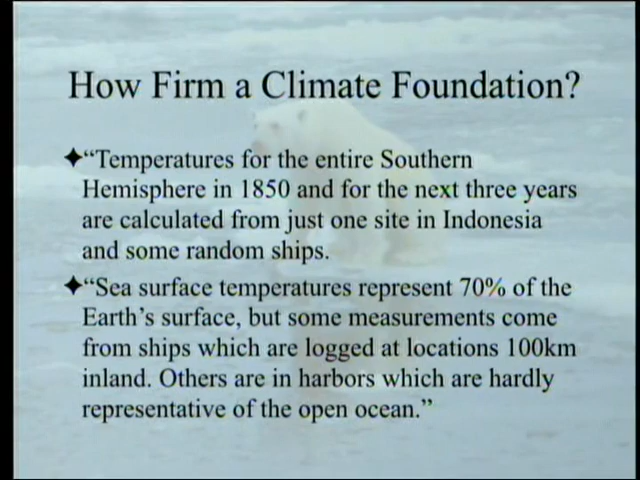 How Firm a Climate Foundation?
✦“Temperatures for the entire Southern
Hemisphere in 1850 and for the next three years
are calculated from just one site in Indonesia
and some random ships.
✦“Sea surface temperatures represent 70% of the
Earth’s surface, but some measurements come
from ships which are logged at locations 100km
inland. Others are in harbors which are hardly
representative of the open ocean.”